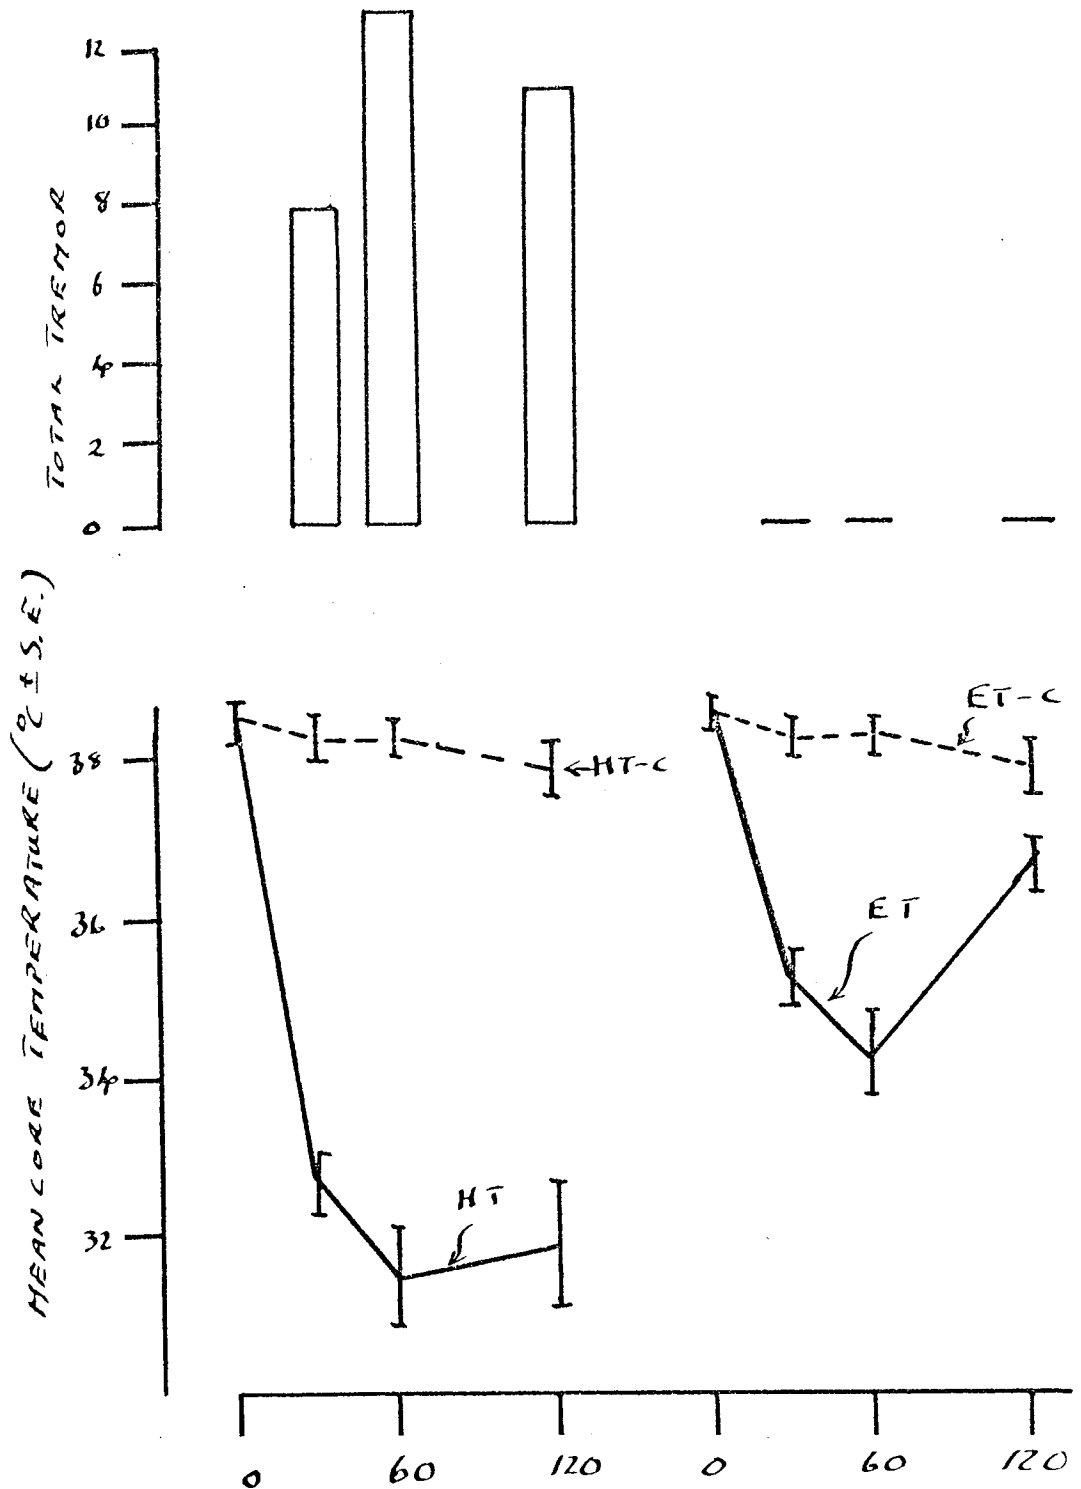 12
10
8
6
4
2
0
TOTAL TREMOR
MEAN CORE TEMPERATURE (°C ± S.E.)
38
36
34
32
HT-C
HT
ET-C
ET
0 60 120 0 60 120